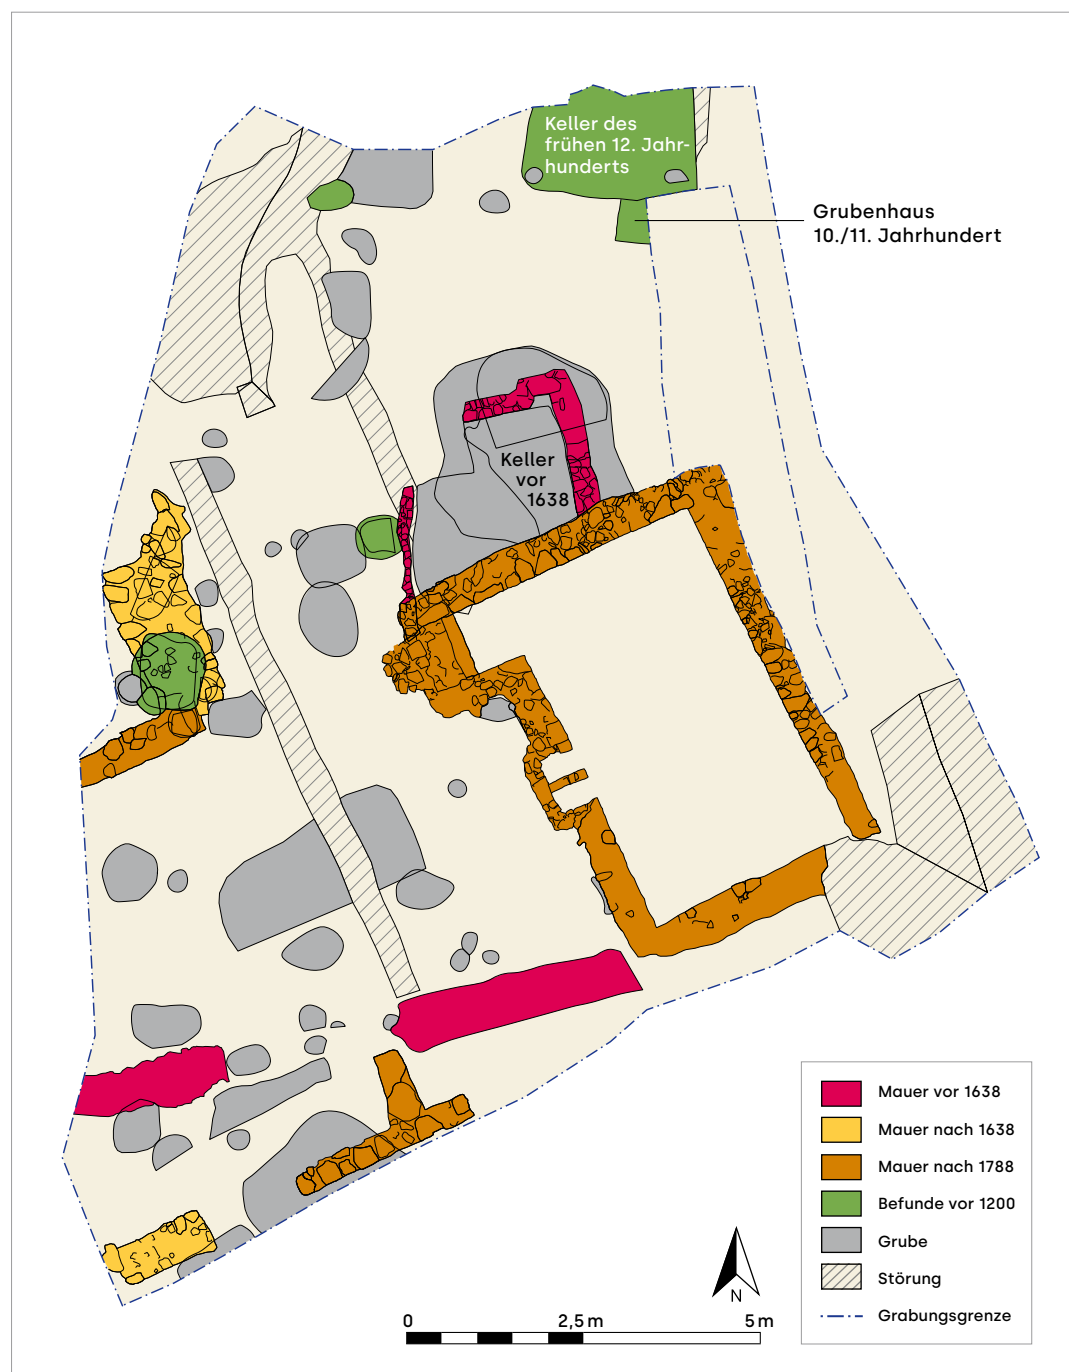 Keller des
frühen 12. Jahr-
hunderts
Grubenhaus
10./11. Jahrhundert
Keller
vor
1638
Mauer vor 1638
Mauer nach 1638
Mauer nach 1788
Befunde vor 1200
Grube
Störung
Grabungsgrenze
N
0 2,5 m 5 m